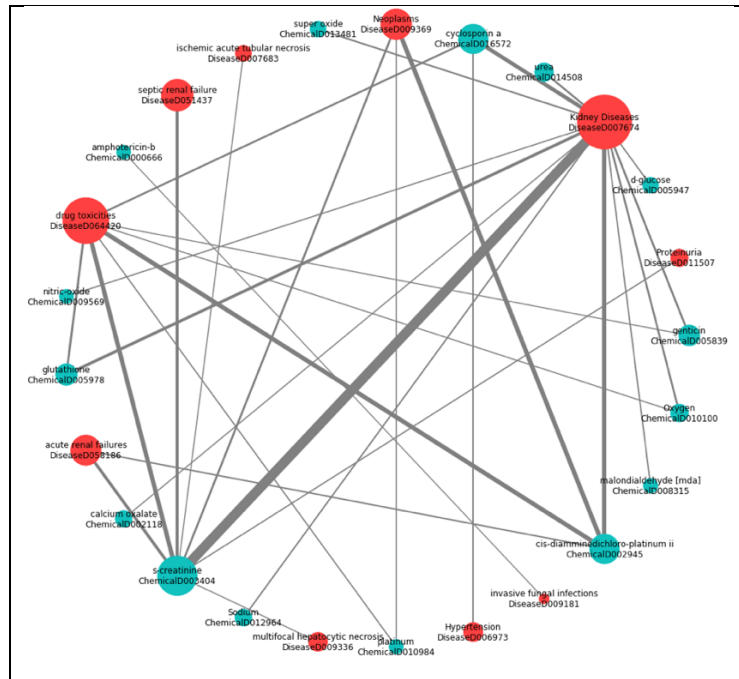 super oxide
ChemicalD013481
Neoplasms
DiseaseD009369
cyclosporin a
ChemicalD016572
ischemic acute tubular necrosis
DiseaseD007683
urea
ChemicalD014508
septic renal failure
DiseaseD051437
Kidney Diseases
DiseaseD007674
amphotericin-b
ChemicalD000666
d-glucose
ChemicalD005947
drug toxicities
DiseaseD064420
Proteinuria
DiseaseD011507
nitric-oxide
ChemicalD009569
genticin
ChemicalD005839
glutathione
ChemicalD005978
Oxygen
ChemicalD010100
acute renal failures
DiseaseD058186
malondialdehyde [mda]
ChemicalD008315
calcium oxalate
ChemicalD002118
cis-diamminedichloro-platinum ii
ChemicalD002945
s-creatinine
ChemicalD003404
invasive fungal infections
DiseaseD009181
Sodium
ChemicalD012964
multifocal hepatocytic necrosis
DiseaseD009336
platinum
ChemicalD010984
Hypertension
DiseaseD006973